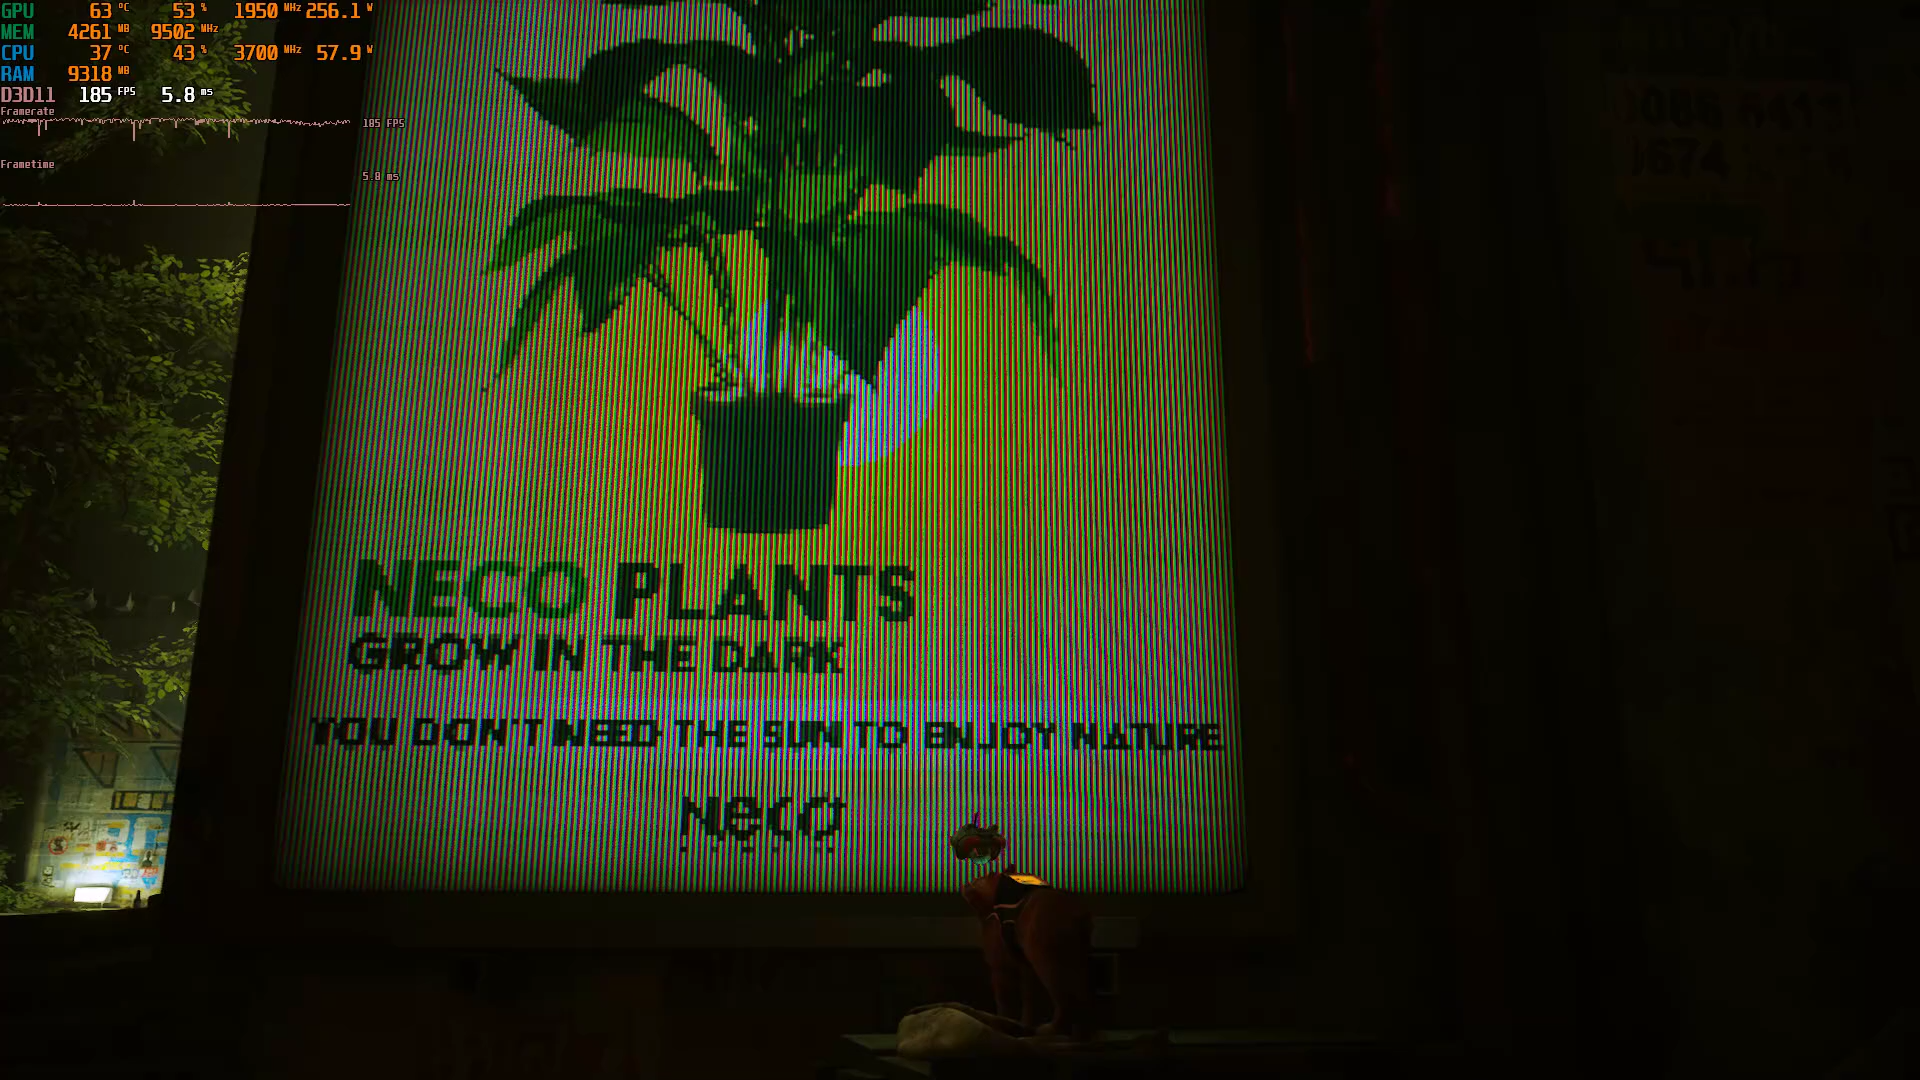 GPU 63 °C 53 % 1950 MHz 256.1 W
MEM 4261 MB 9502 MHz
CPU 37 °C 43 % 3700 MHz 57.9 W
RAM 9318 MB
D3D11 185 FPS 5.8 ms
Framerate
185 FPS
Frametime
5.8 ms
NECO PLANTS
GROW IN THE DARK
YOU DON'T NEED THE SUN TO ENJOY NATURE
Neco